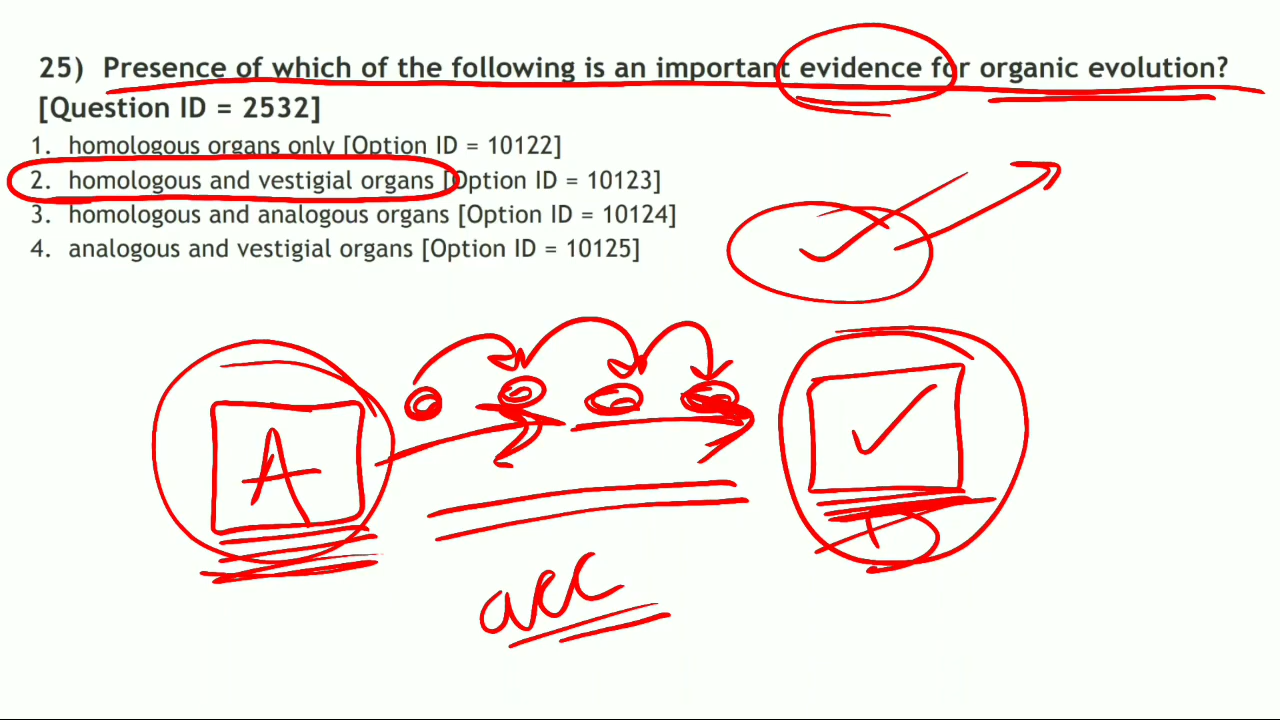 25) Presence of which of the following is an important evidence for organic evolution?
[Question ID = 2532]
1. homologous organs only [Option ID = 10122]
2. homologous and vestigial organs [Option ID = 10123]
3. homologous and analogous organs [Option ID = 10124]
4. analogous and vestigial organs [Option ID = 10125]
A
acc